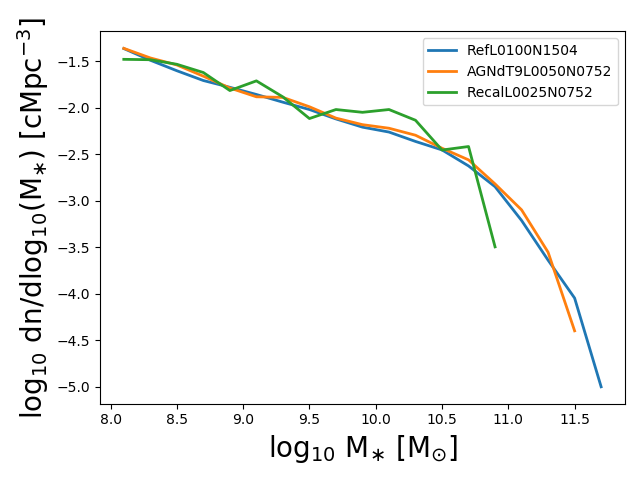 RefL0100N1504
AGNdT9L0050N0752
RecalL0025N0752
log₁₀ dn/dlog₁₀(M∗) [cMpc⁻³]
−1.5
−2.0
−2.5
−3.0
−3.5
−4.0
−4.5
−5.0
8.0 8.5 9.0 9.5 10.0 10.5 11.0 11.5
log₁₀ M∗ [M⊙]